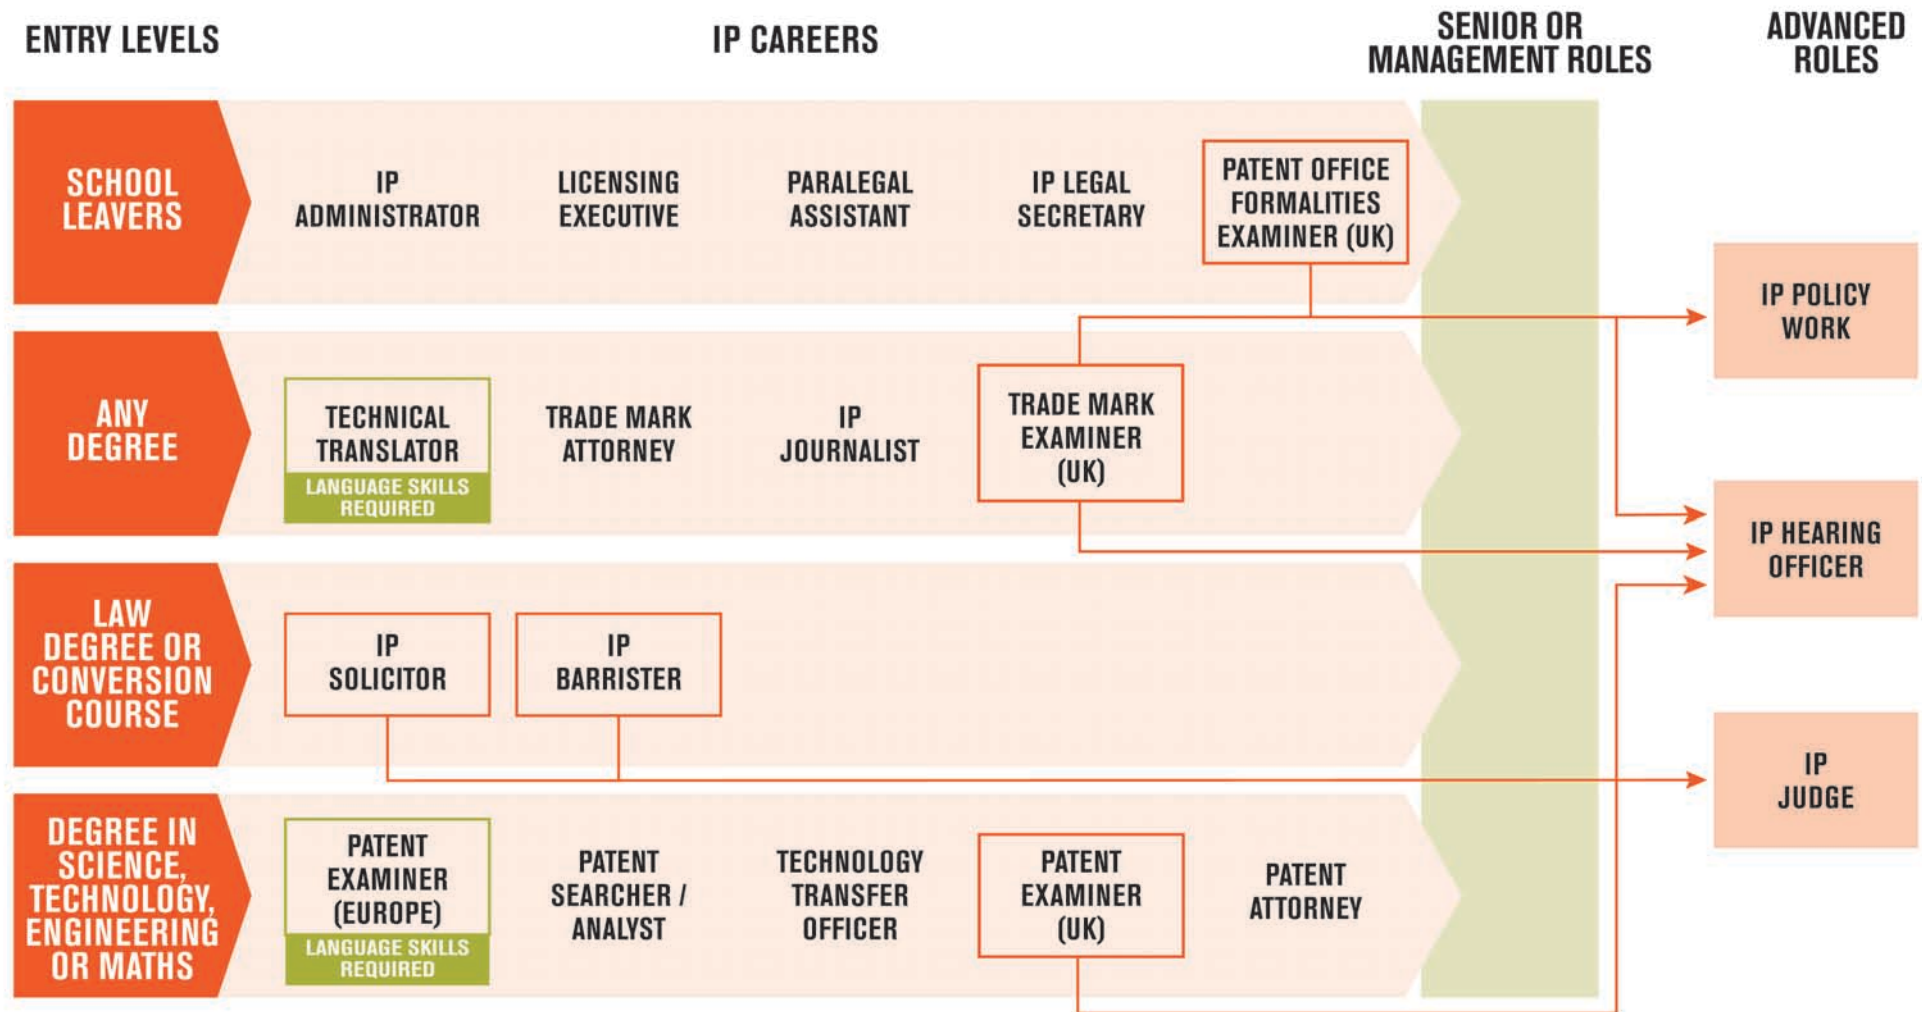 ENTRY LEVELS
IP CAREERS
SENIOR OR
MANAGEMENT ROLES
ADVANCED
ROLES
SCHOOL
LEAVERS
IP
ADMINISTRATOR
LICENSING
EXECUTIVE
PARALEGAL
ASSISTANT
IP LEGAL
SECRETARY
PATENT OFFICE
FORMALITIES
EXAMINER (UK)
IP POLICY
WORK
ANY
DEGREE
TECHNICAL
TRANSLATOR
LANGUAGE SKILLS
REQUIRED
TRADE MARK
ATTORNEY
IP
JOURNALIST
TRADE MARK
EXAMINER
(UK)
IP HEARING
OFFICER
LAW
DEGREE OR
CONVERSION
COURSE
IP
SOLICITOR
IP
BARRISTER
IP
JUDGE
DEGREE IN
SCIENCE,
TECHNOLOGY,
ENGINEERING
OR MATHS
PATENT
EXAMINER
(EUROPE)
LANGUAGE SKILLS
REQUIRED
PATENT
SEARCHER /
ANALYST
TECHNOLOGY
TRANSFER
OFFICER
PATENT
EXAMINER
(UK)
PATENT
ATTORNEY